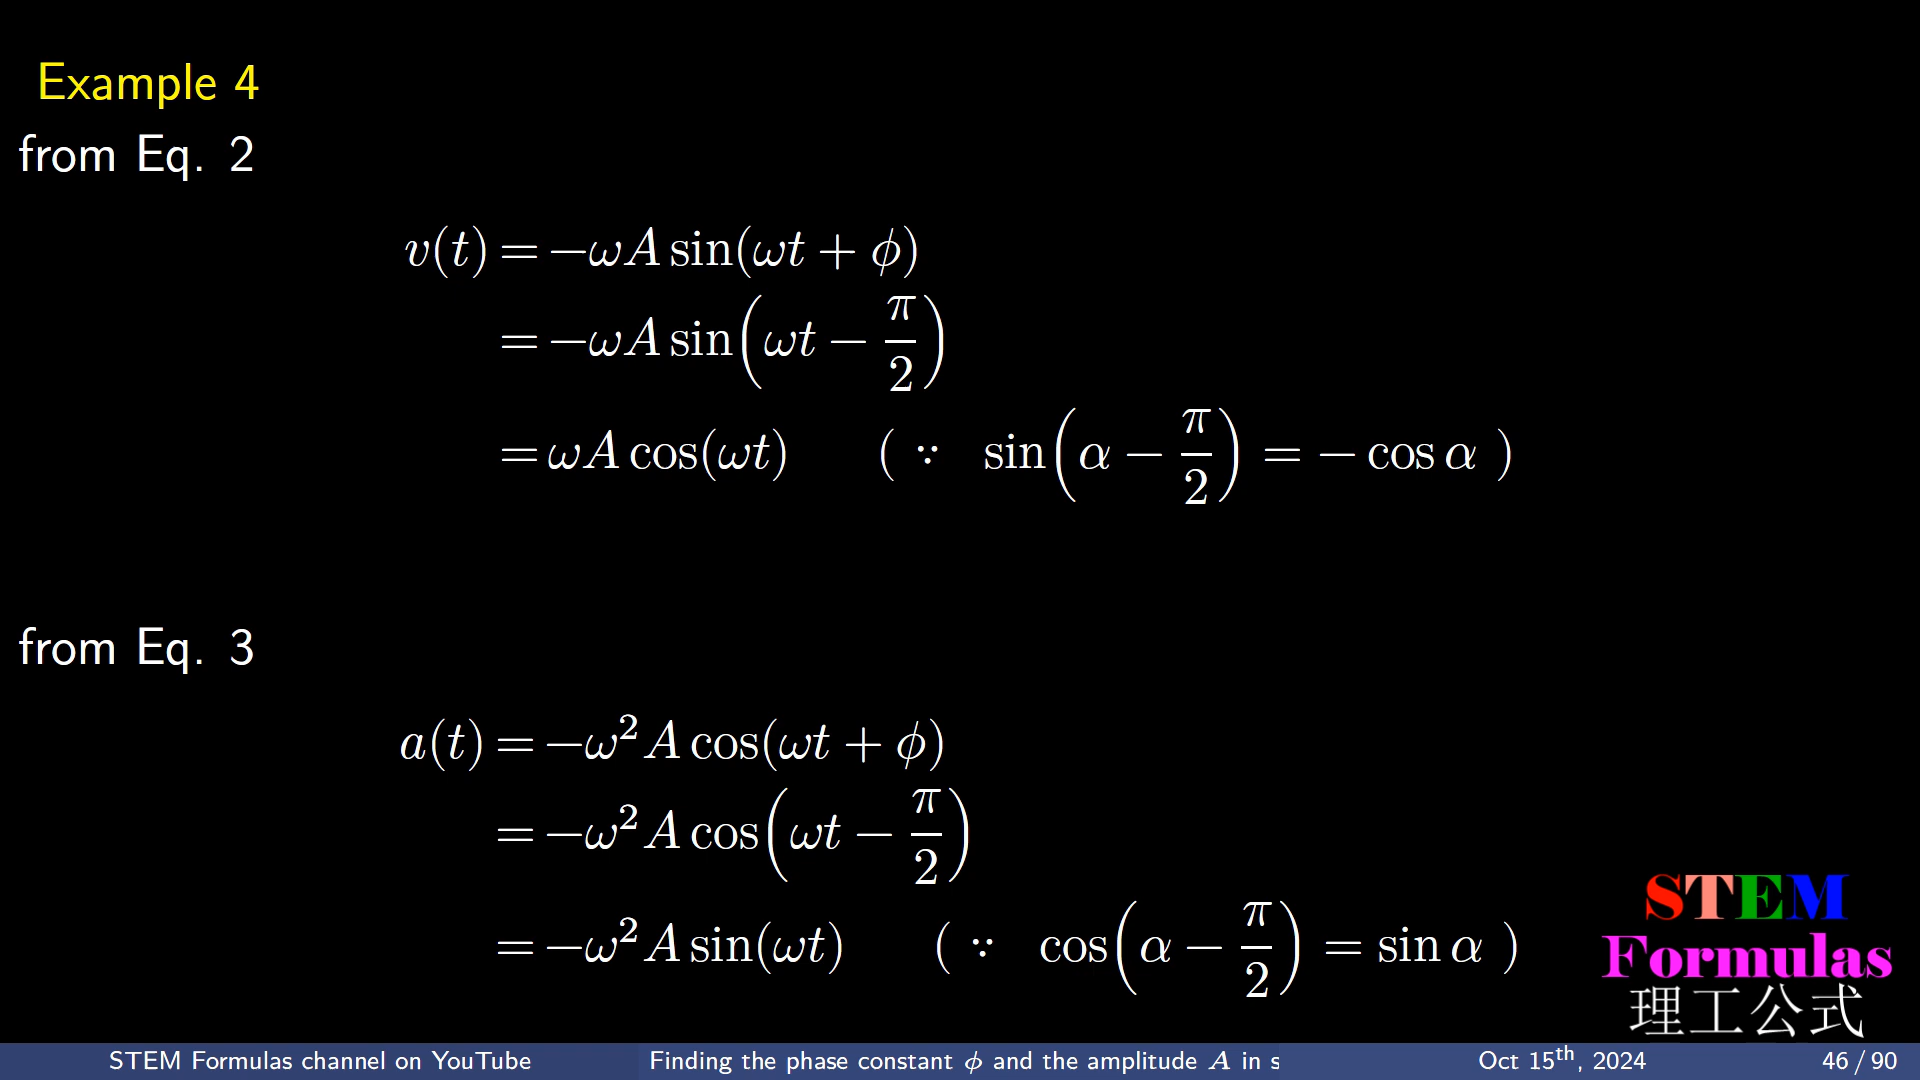 Example 4
from Eq. 2
v(t) = −ωA sin(ωt + ϕ)
= −ωA sin(ωt − π/2)
= ωA cos(ωt) ( ∵ sin(α − π/2) = − cos α )
from Eq. 3
a(t) = −ω²A cos(ωt + ϕ)
= −ω²A cos(ωt − π/2)
= −ω²A sin(ωt) ( ∵ cos(α − π/2) = sin α )
STEM
Formulas
理工公式
STEM Formulas channel on YouTube Finding the phase constant ϕ and the amplitude A in s Oct 15th, 2024 46 / 90